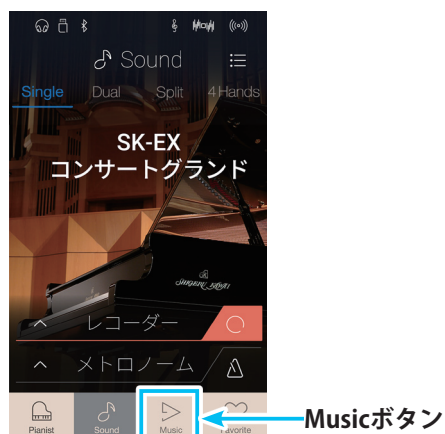 Sound
Single Dual Split 4 Hands
SK-EX
コンサートグランド
SHIGERU KAWAI
レコーダー
メトロノーム
Pianist Sound Music Favorite
Musicボタン